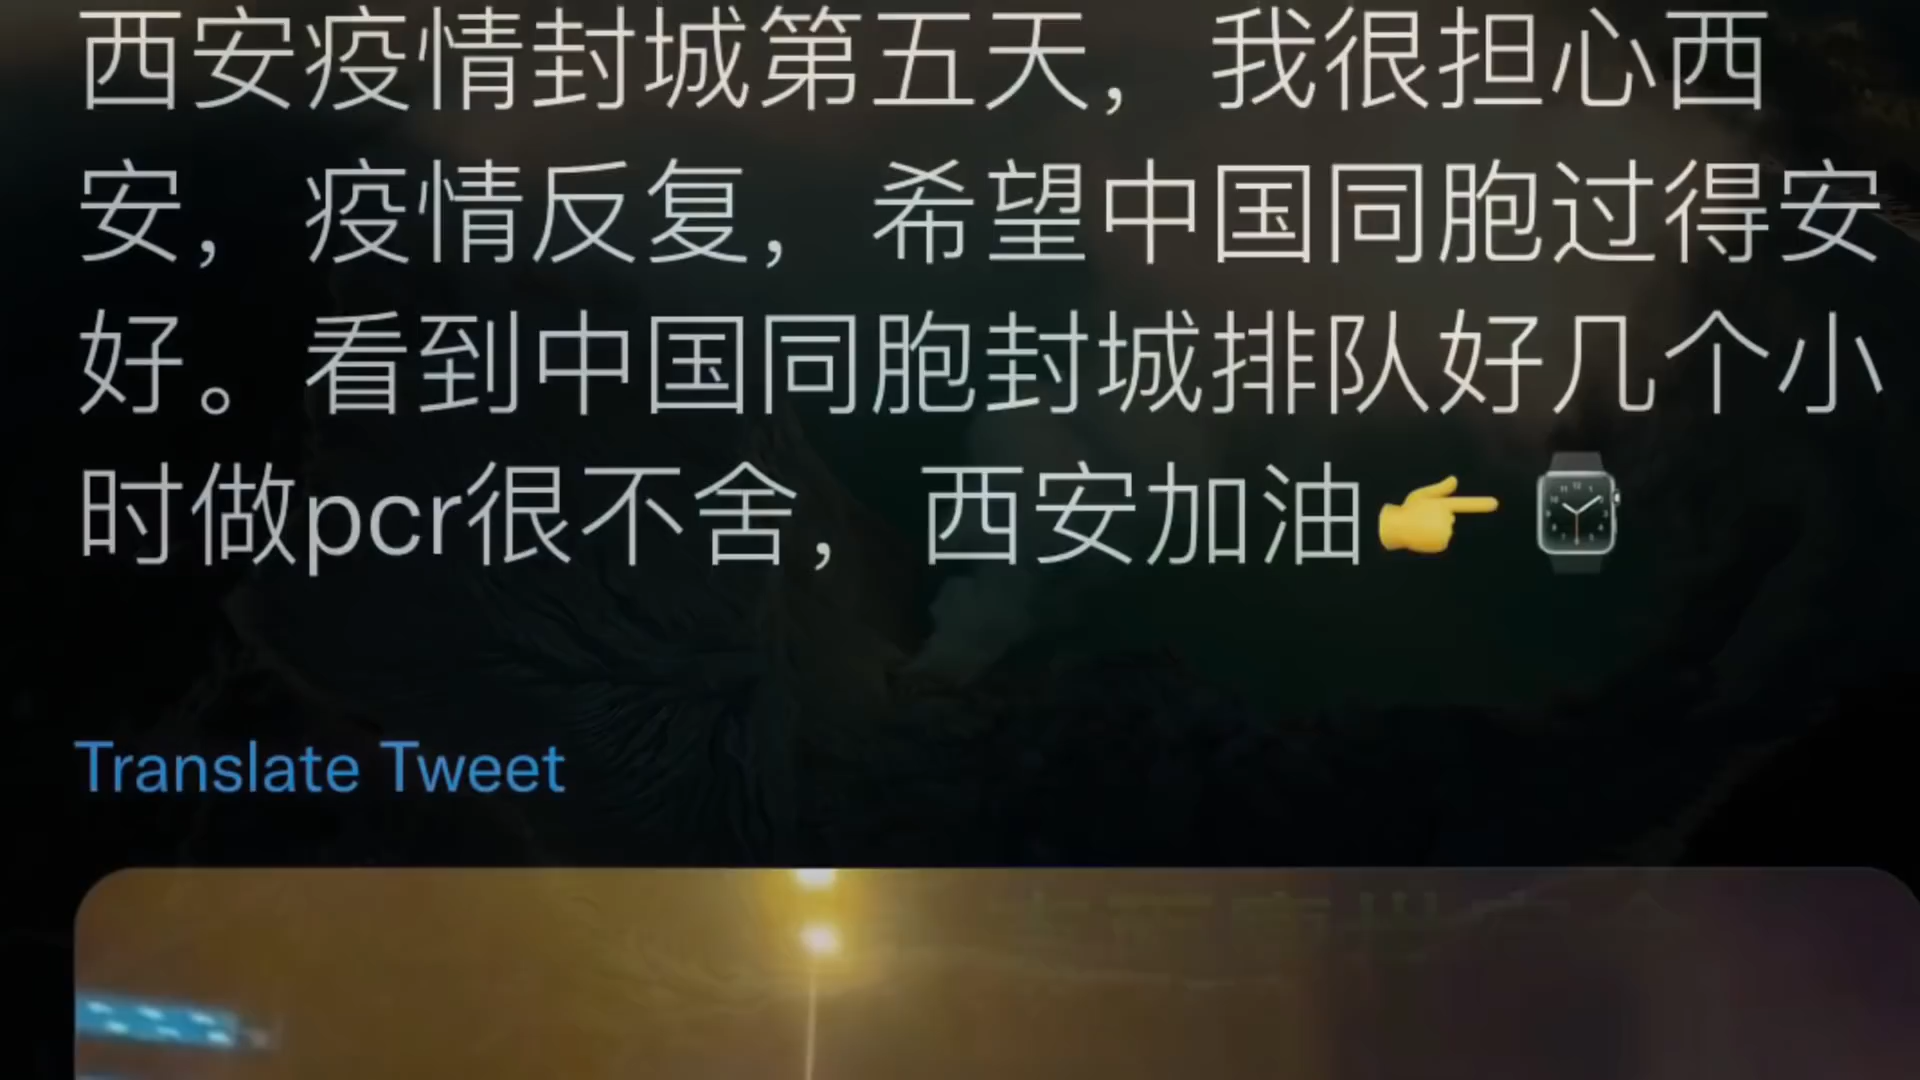 西安疫情封城第五天，我很担心西
安，疫情反复，希望中国同胞过得安
好。看到中国同胞封城排队好几个小
时做pcr很不舍，西安加油👉⌚
Translate Tweet